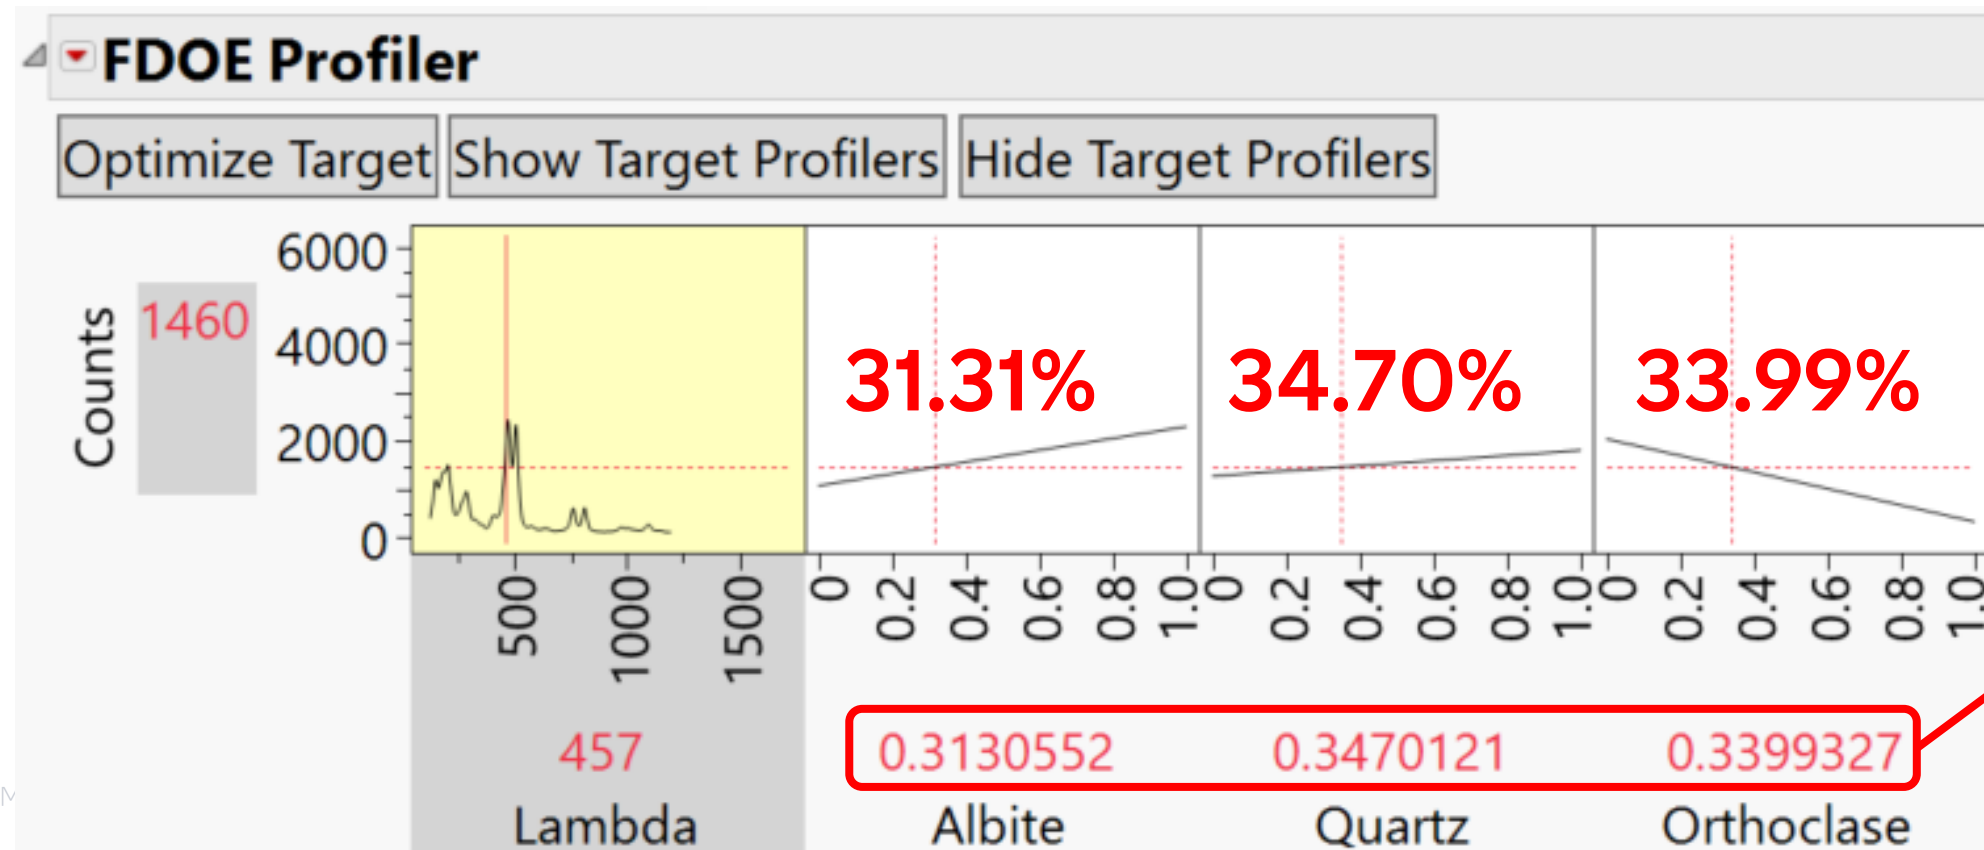 FDOE Profiler
Optimize Target Show Target Profilers Hide Target Profilers
6000
4000
2000
0
Counts
1460
31.31% 34.70% 33.99%
500 1000 1500 0 0.2 0.4 0.6 0.8 1.0 0 0.2 0.4 0.6 0.8 1.0 0 0.2 0.4 0.6 0.8 1.0
457 0.3130552 0.3470121 0.3399327
Lambda Albite Quartz Orthoclase
M